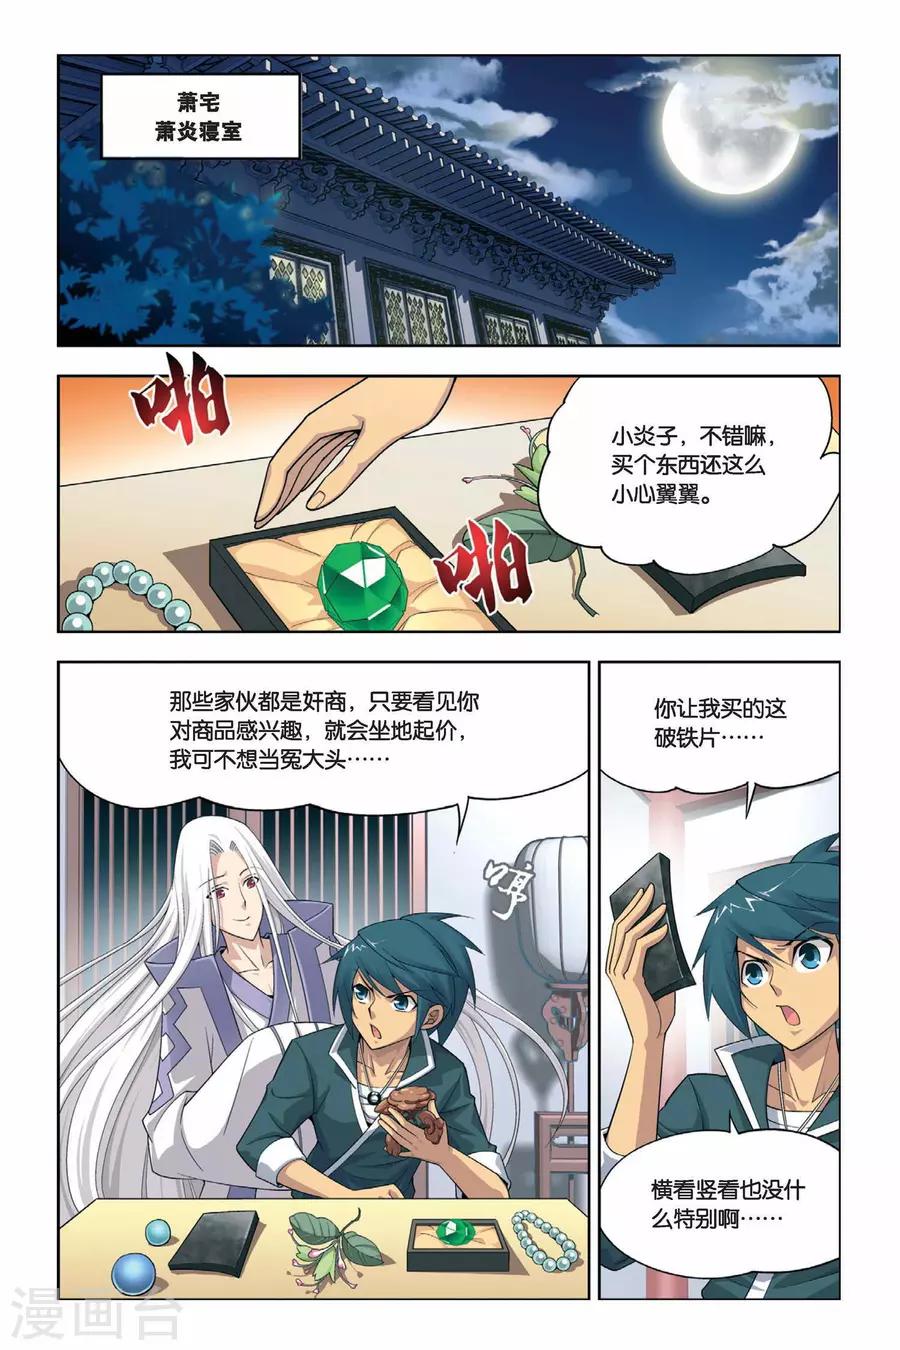 萧宅
萧炎寝室
啪
小炎子，不错嘛，
买个东西还这么
小心翼翼。
啪
那些家伙都是奸商，只要看见你
对商品感兴趣，就会坐地起价，
我可不想当冤大头……
哼
你让我买的这
破铁片……
横看竖看也没什
么特别啊……
漫画台